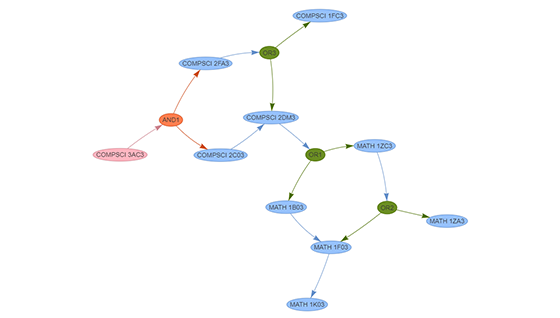 COMPSCI 1FC3
OR3
COMPSCI 2FA3
COMPSCI 2DM3
AND1
COMPSCI 3AC3
COMPSCI 2C03
OR1
MATH 1ZC3
MATH 1B03
OR2
MATH 1ZA3
MATH 1F03
MATH 1K03